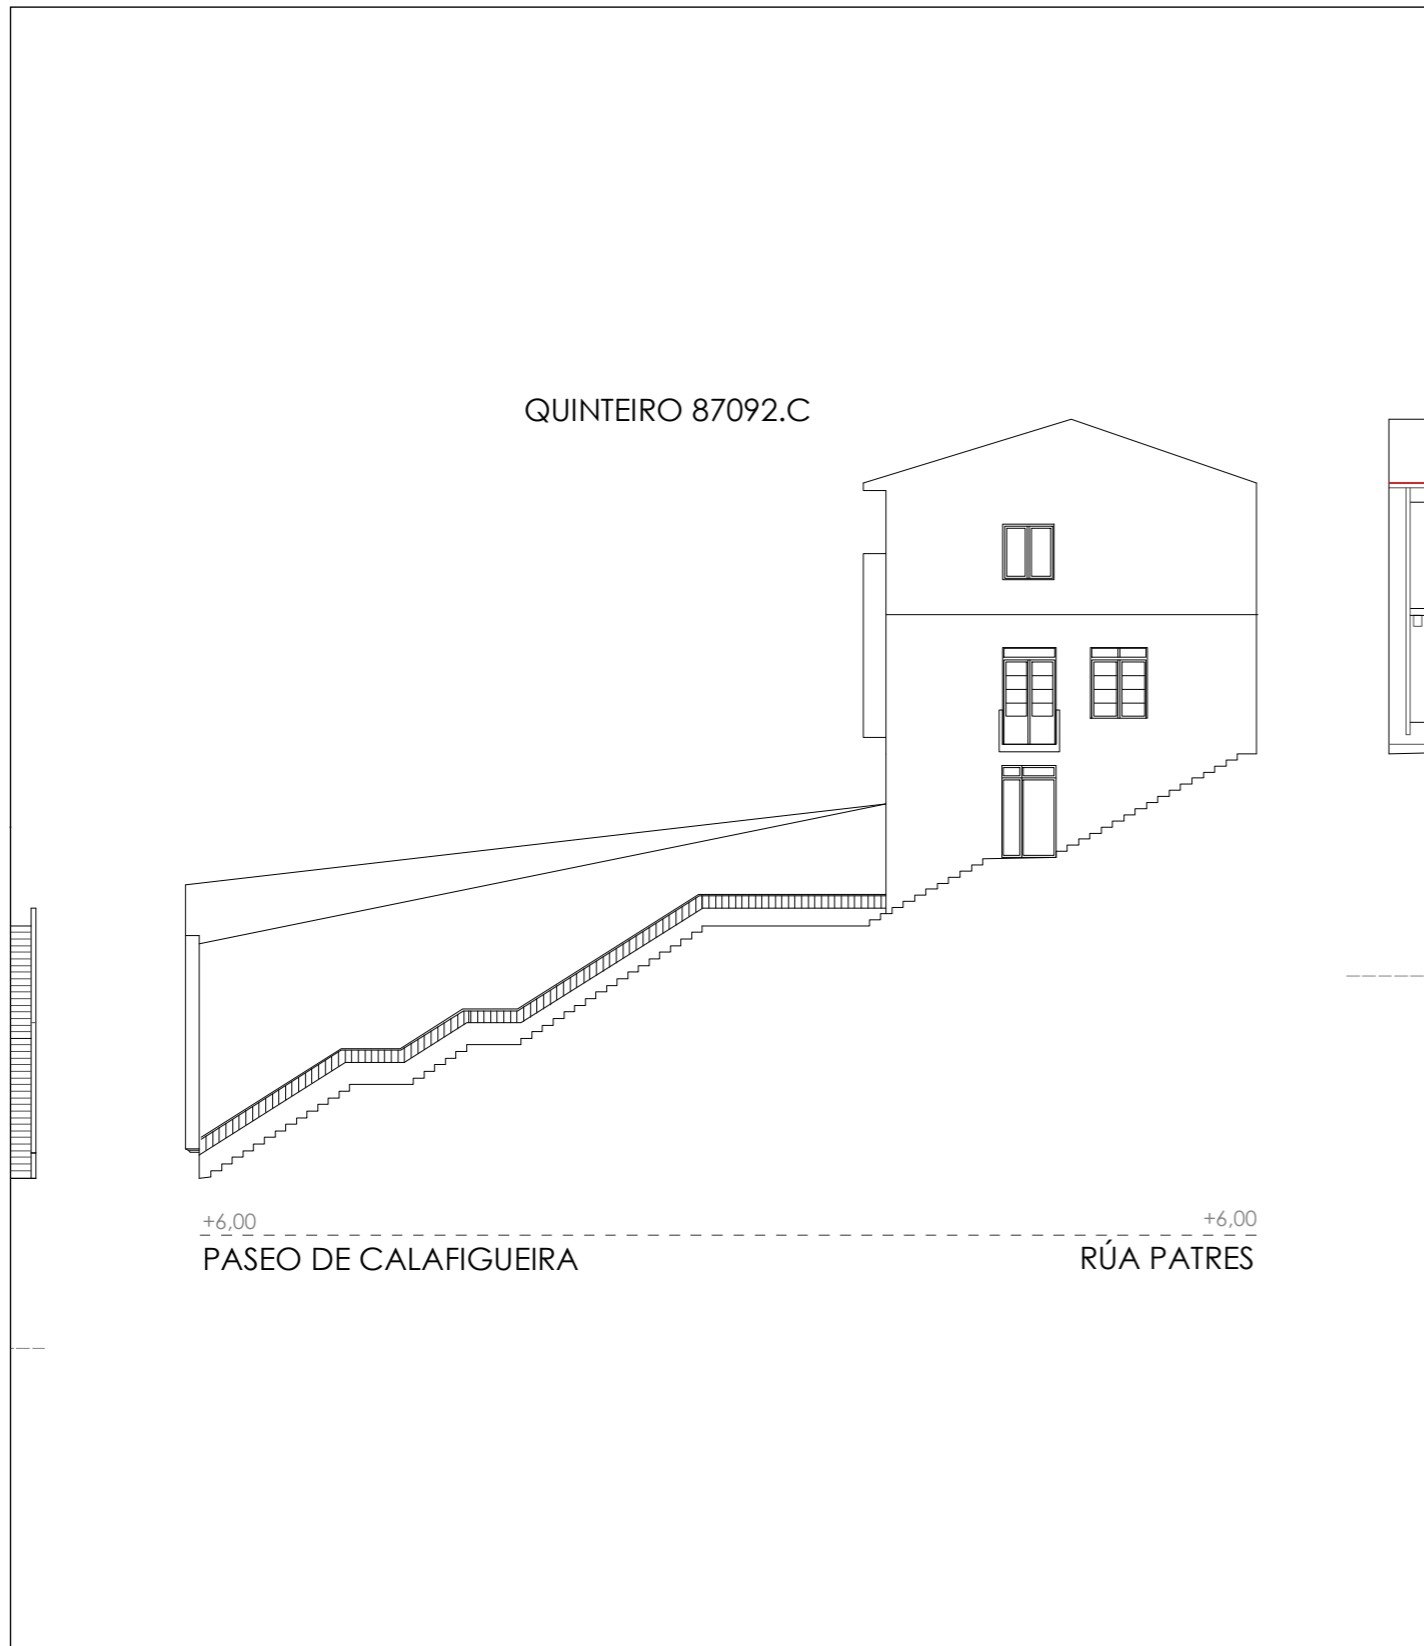 QUINTEIRO 87092.C
+6,00 +6,00
PASEO DE CALAFIGUEIRA RÚA PATRES